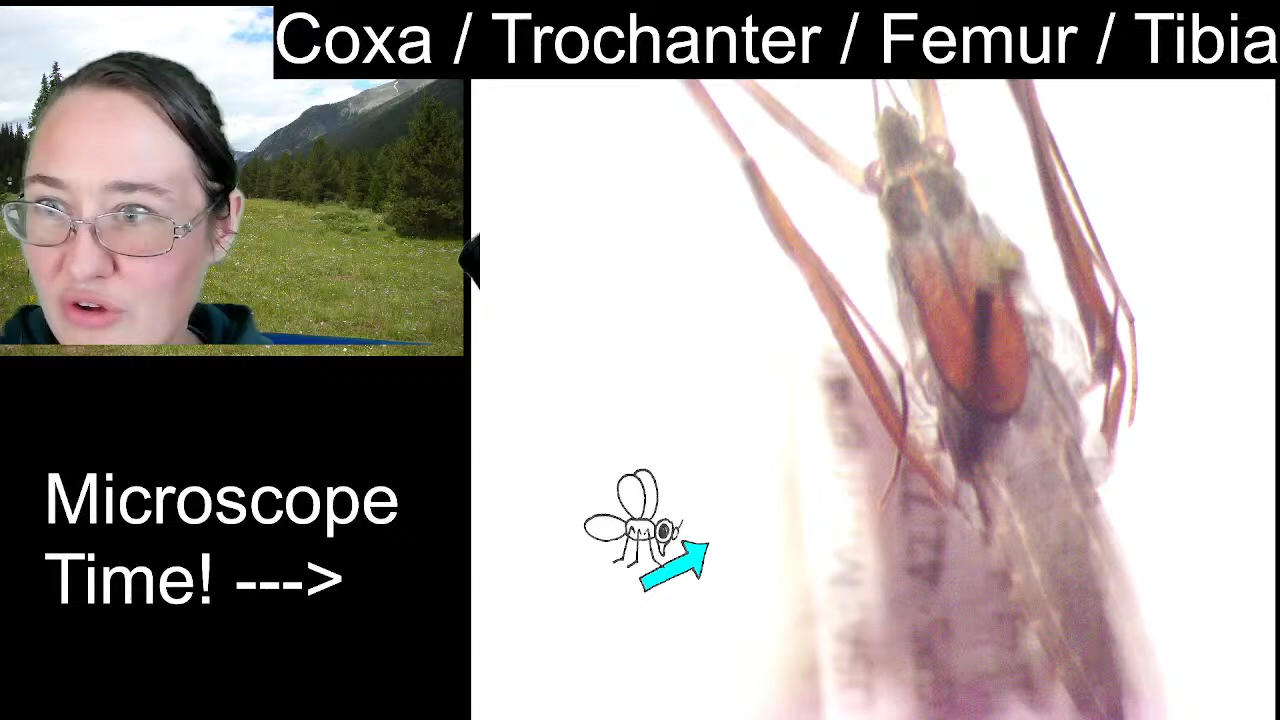 Coxa / Trochanter / Femur / Tibia
Microscope
Time! --->